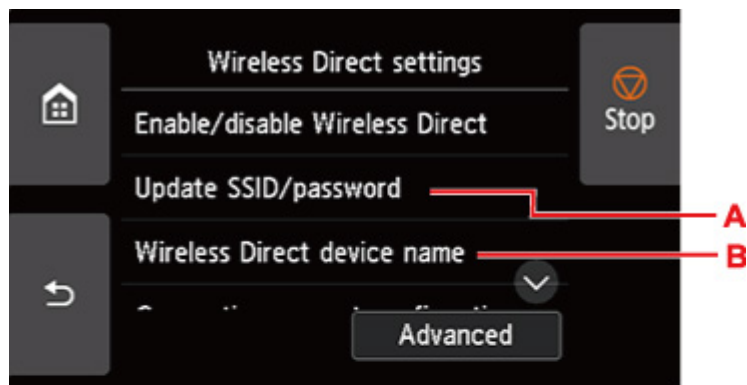 Wireless Direct settings
Enable/disable Wireless Direct
Stop
Update SSID/password
A
Wireless Direct device name
B
Advanced